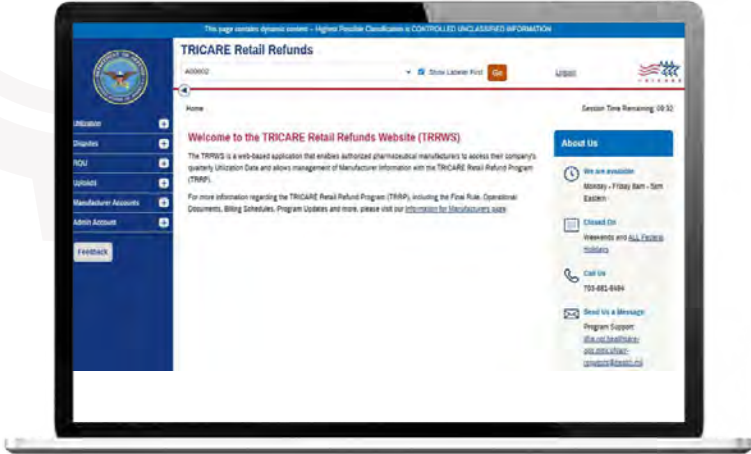 This page contains dynamic content - Highest Possible Classification is CONTROLLED UNCLASSIFIED INFORMATION
TRICARE Retail Refunds
Show Labeler First Go
Logout
TRICARE
Home
Session Time Remaining: 09:32
Utilization
Disputes
ROU
Uploads
Manufacturer Accounts
Admin Account
Feedback
Welcome to the TRICARE Retail Refunds Website (TRRWS)
The TRRWS is a web-based application that enables authorized pharmaceutical manufacturers to access their company's
quarterly Utilization Data and allows management of Manufacturer Information with the TRICARE Retail Refund Program
(TRRP).
For more information regarding the TRICARE Retail Refund Program (TRRP), including the Final Rule, Operational
Documents, Billing Schedules, Program Updates and more, please visit our Information for Manufacturers page.
About Us
We are available
Monday - Friday 8am - 5pm
Eastern
Closed On
Weekends and ALL Federal
Holidays
Call Us
703-681-8494
Send Us a Message
Program Support